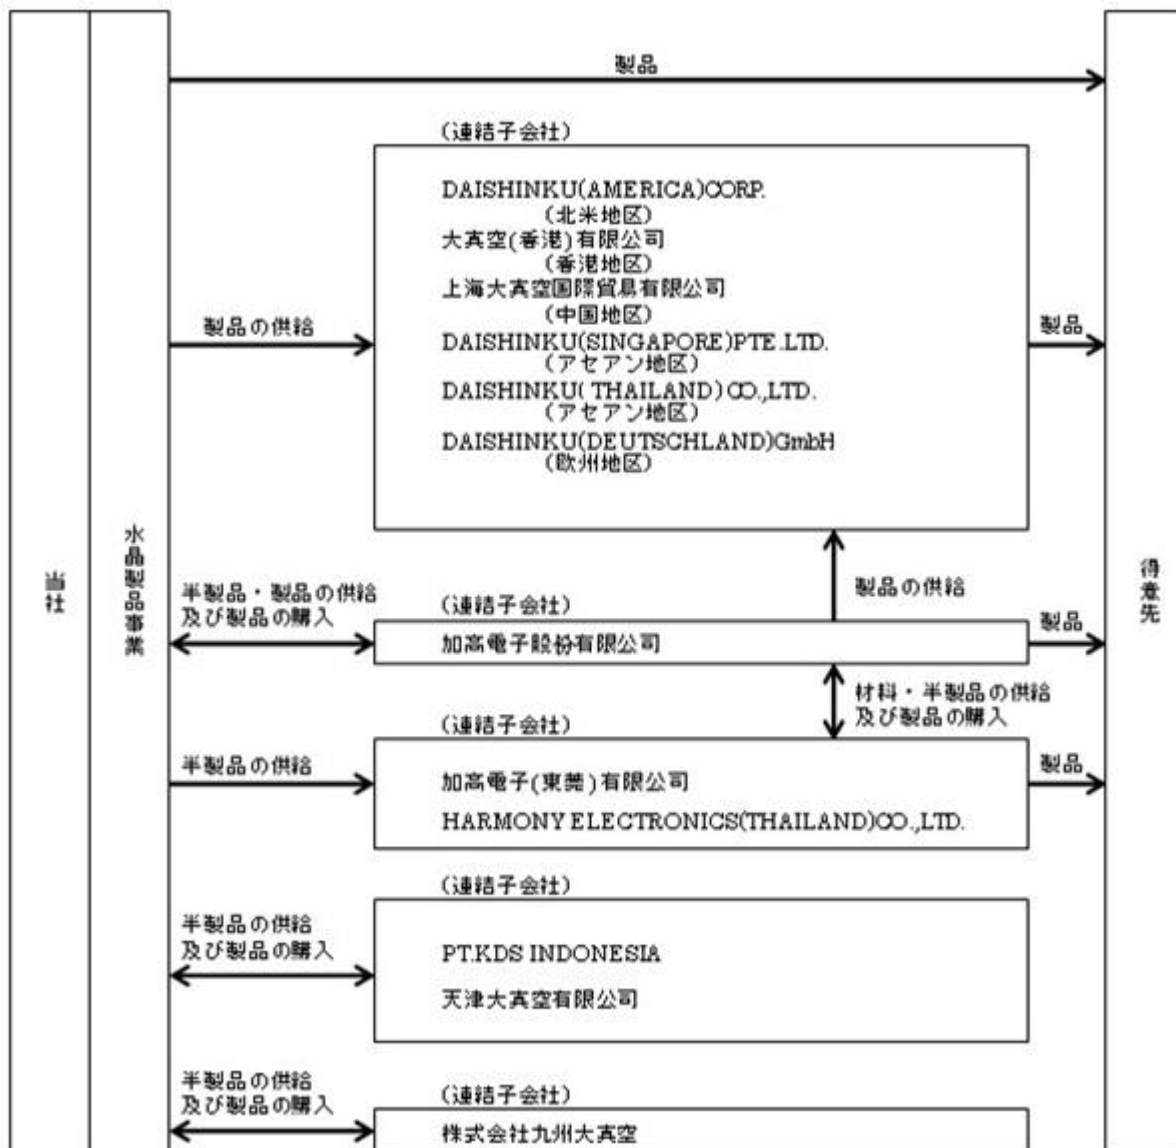 製品
（連結子会社）
DAISHINKU(AMERICA)CORP.
（北米地区）
大真空(香港)有限公司
（香港地区）
上海大真空国際貿易有限公司
（中国地区）
DAISHINKU(SINGAPORE)PTE.LTD.
（アセアン地区）
DAISHINKU( THAILAND) CO.,LTD.
（アセアン地区）
DAISHINKU(DEUTSCHLAND)GmbH
（欧州地区）
製品の供給
製品
当社
水晶製品事業
得意先
製品の供給
半製品・製品の供給
及び製品の購入
（連結子会社）
加高電子股份有限公司
製品
材料・半製品の供給
及び製品の購入
（連結子会社）
半製品の供給
加高電子(東莞)有限公司
HARMONY ELECTRONICS(THAILAND)CO.,LTD.
製品
（連結子会社）
半製品の供給
及び製品の購入
PT.KDS INDONESIA
天津大真空有限公司
半製品の供給
及び製品の購入
（連結子会社）
株式会社九州大真空